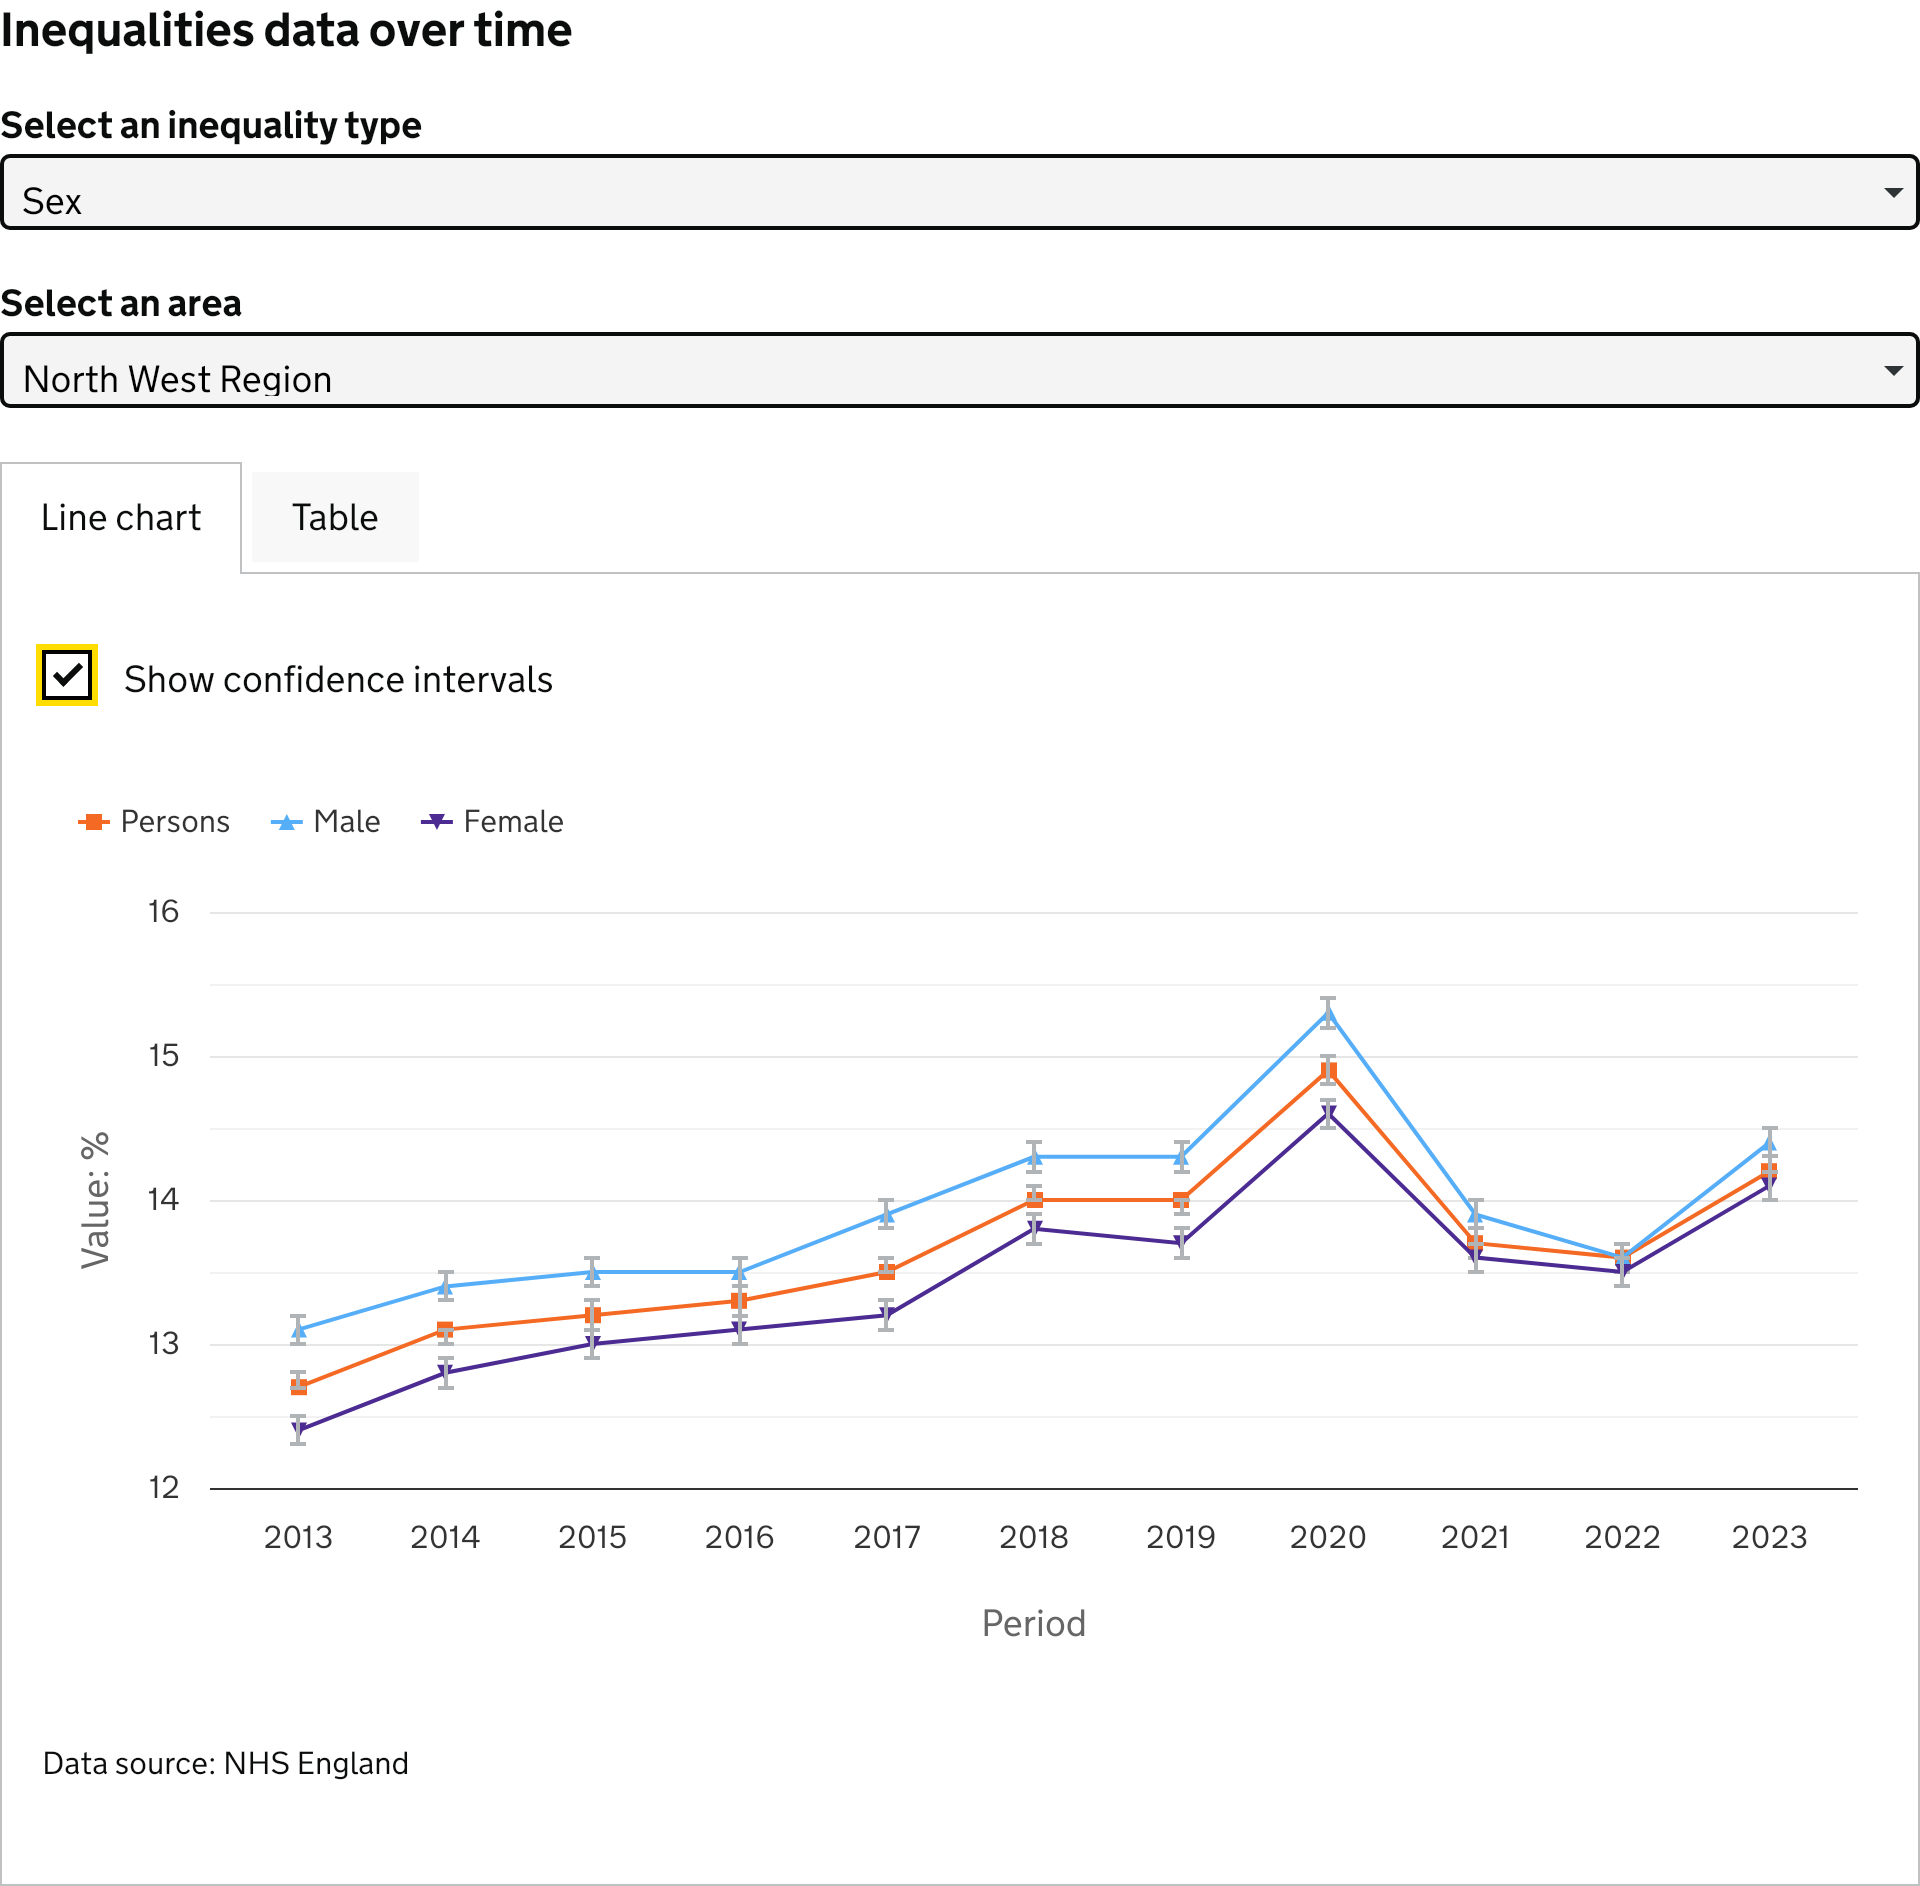 Inequalities data over time
Select an inequality type
Sex
Select an area
North West Region
Line chart
Table
Show confidence intervals
Persons
Male
Female
16
15
14
13
12
Value: %
2013
2014
2015
2016
2017
2018
2019
2020
2021
2022
2023
Period
Data source: NHS England